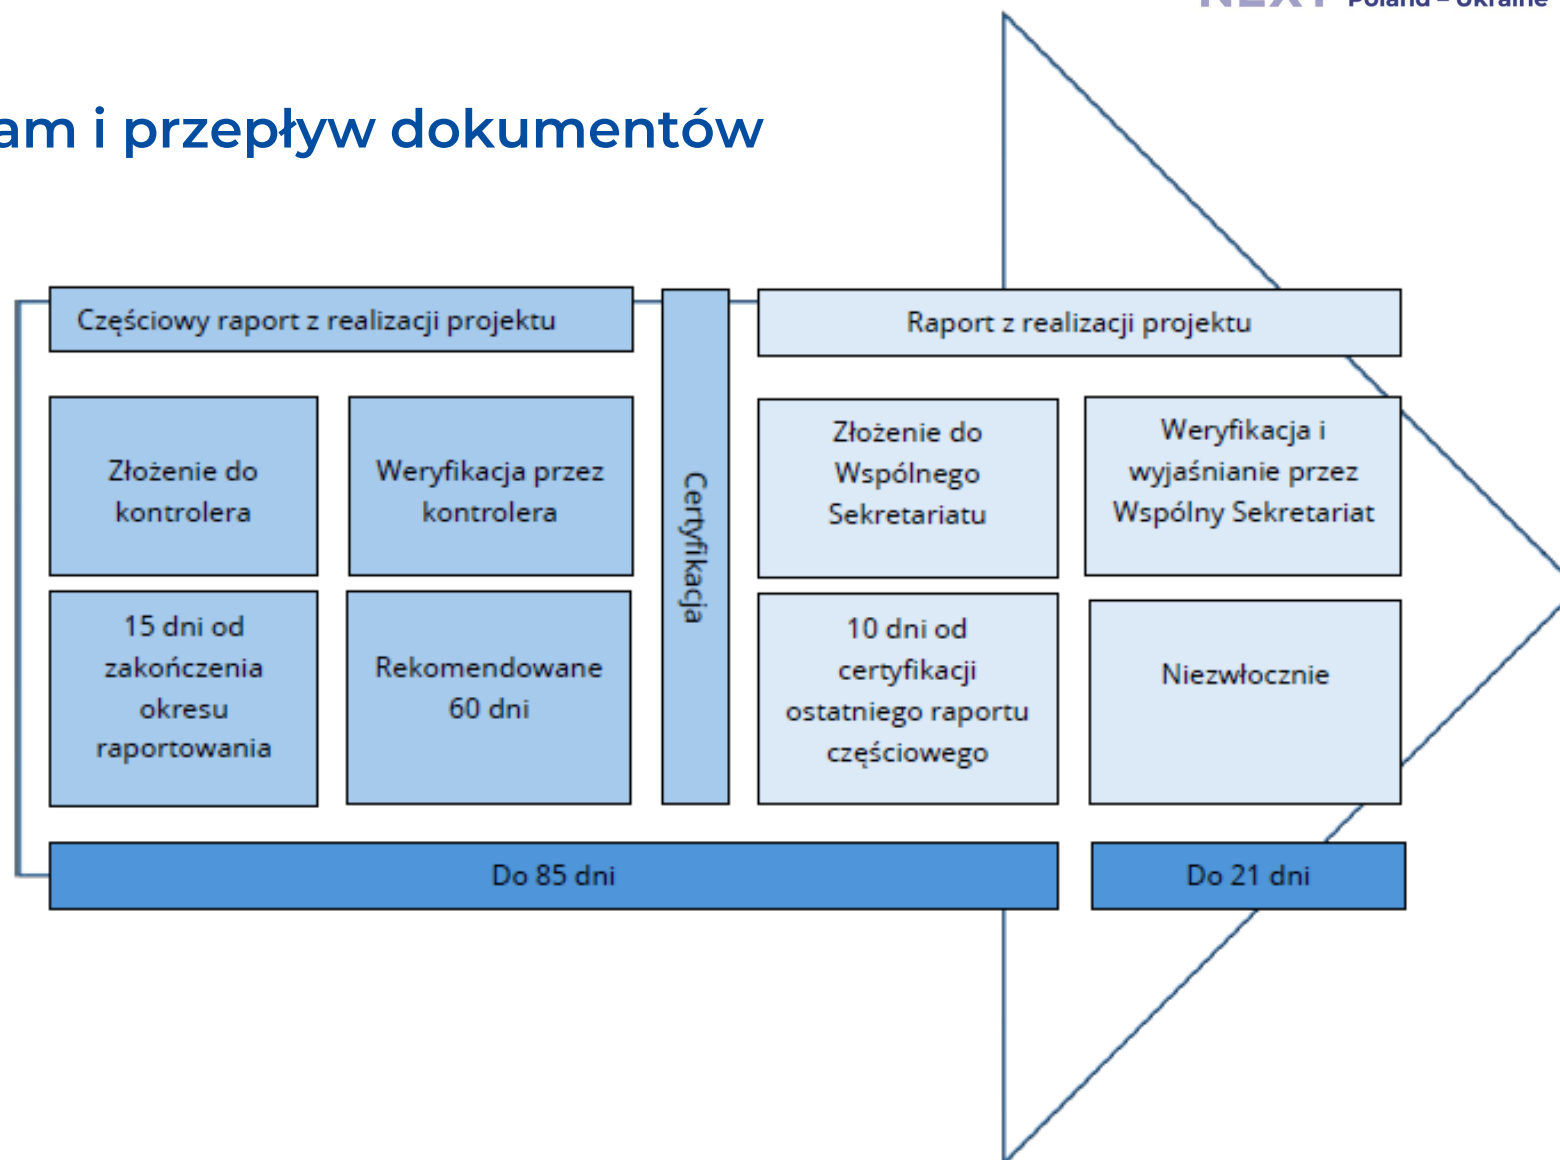 Poland – Ukraine
am i przepływ dokumentów
Częściowy raport z realizacji projektu
Raport z realizacji projektu
Złożenie do
kontrolera
Weryfikacja przez
kontrolera
Certyfikacja
Złożenie do
Wspólnego
Sekretariatu
Weryfikacja i
wyjaśnianie przez
Wspólny Sekretariat
15 dni od
zakończenia
okresu
raportowania
Rekomendowane
60 dni
10 dni od
certyfikacji
ostatniego raportu
częściowego
Niezwłocznie
Do 85 dni
Do 21 dni